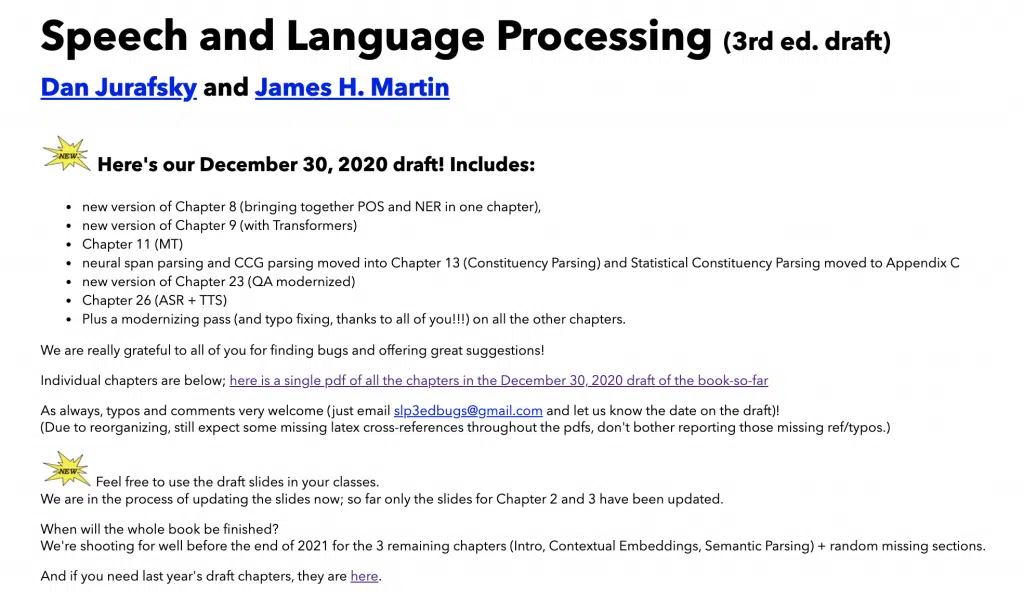 Speech and Language Processing (3rd ed. draft)
Dan Jurafsky and James H. Martin
NEW Here's our December 30, 2020 draft! Includes:
• new version of Chapter 8 (bringing together POS and NER in one chapter),
• new version of Chapter 9 (with Transformers)
• Chapter 11 (MT)
• neural span parsing and CCG parsing moved into Chapter 13 (Constituency Parsing) and Statistical Constituency Parsing moved to Appendix C
• new version of Chapter 23 (QA modernized)
• Chapter 26 (ASR + TTS)
• Plus a modernizing pass (and typo fixing, thanks to all of you!!!) on all the other chapters.
We are really grateful to all of you for finding bugs and offering great suggestions!
Individual chapters are below; here is a single pdf of all the chapters in the December 30, 2020 draft of the book-so-far
As always, typos and comments very welcome (just email slp3edbugs@gmail.com and let us know the date on the draft)!
(Due to reorganizing, still expect some missing latex cross-references throughout the pdfs, don't bother reporting those missing ref/typos.)
NEW Feel free to use the draft slides in your classes.
We are in the process of updating the slides now; so far only the slides for Chapter 2 and 3 have been updated.
When will the whole book be finished?
We're shooting for well before the end of 2021 for the 3 remaining chapters (Intro, Contextual Embeddings, Semantic Parsing) + random missing sections.
And if you need last year's draft chapters, they are here.